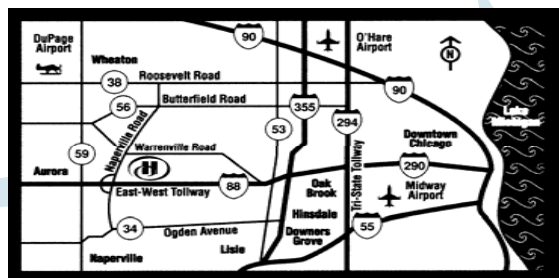 DuPage
Airport
90
O'Hare
Airport
N
Wheaton
38
Roosevelt Road
90
56
Butterfield Road
355
294
53
Naperville Road
Warrenville Road
Downtown
Chicago
Lake
59
H
Aurora
East-West Tollway
88
Oak
Brook
Tri-State Tollway
290
Midway
Airport
Hinsdale
34
Ogden Avenue
Downers
Grove
55
Naperville
Lisle